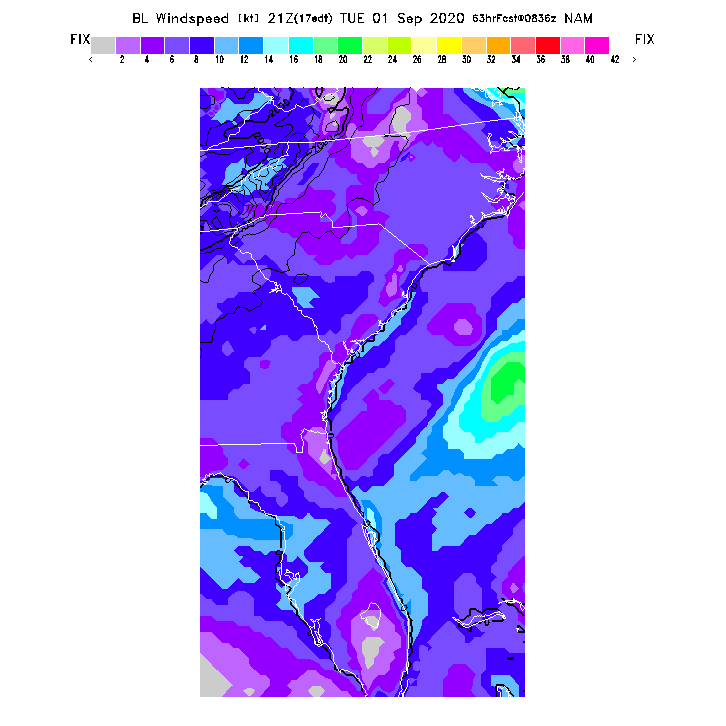 BL Windspeed [kt] 21Z(17edt) TUE 01 Sep 2020 63hrFcst@0836z NAM
FIX FIX
< 2 4 6 8 10 12 14 16 18 20 22 24 26 28 30 32 34 36 38 40 42 >